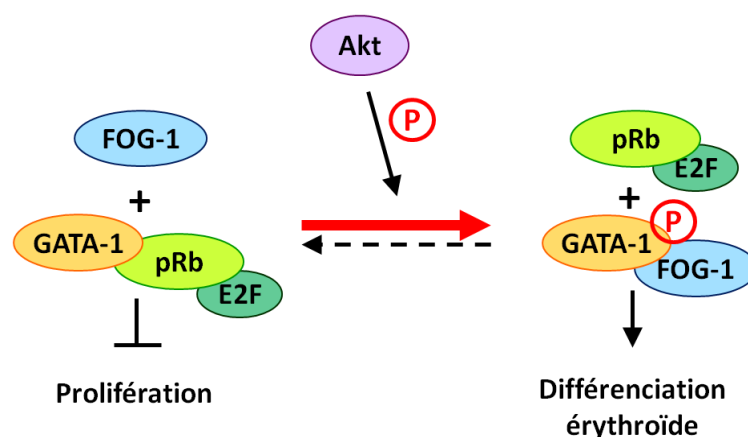 Akt
P
FOG-1
+
GATA-1
pRb
E2F
Prolifération
pRb
E2F
+
P
GATA-1
FOG-1
Différenciation
érythroïde